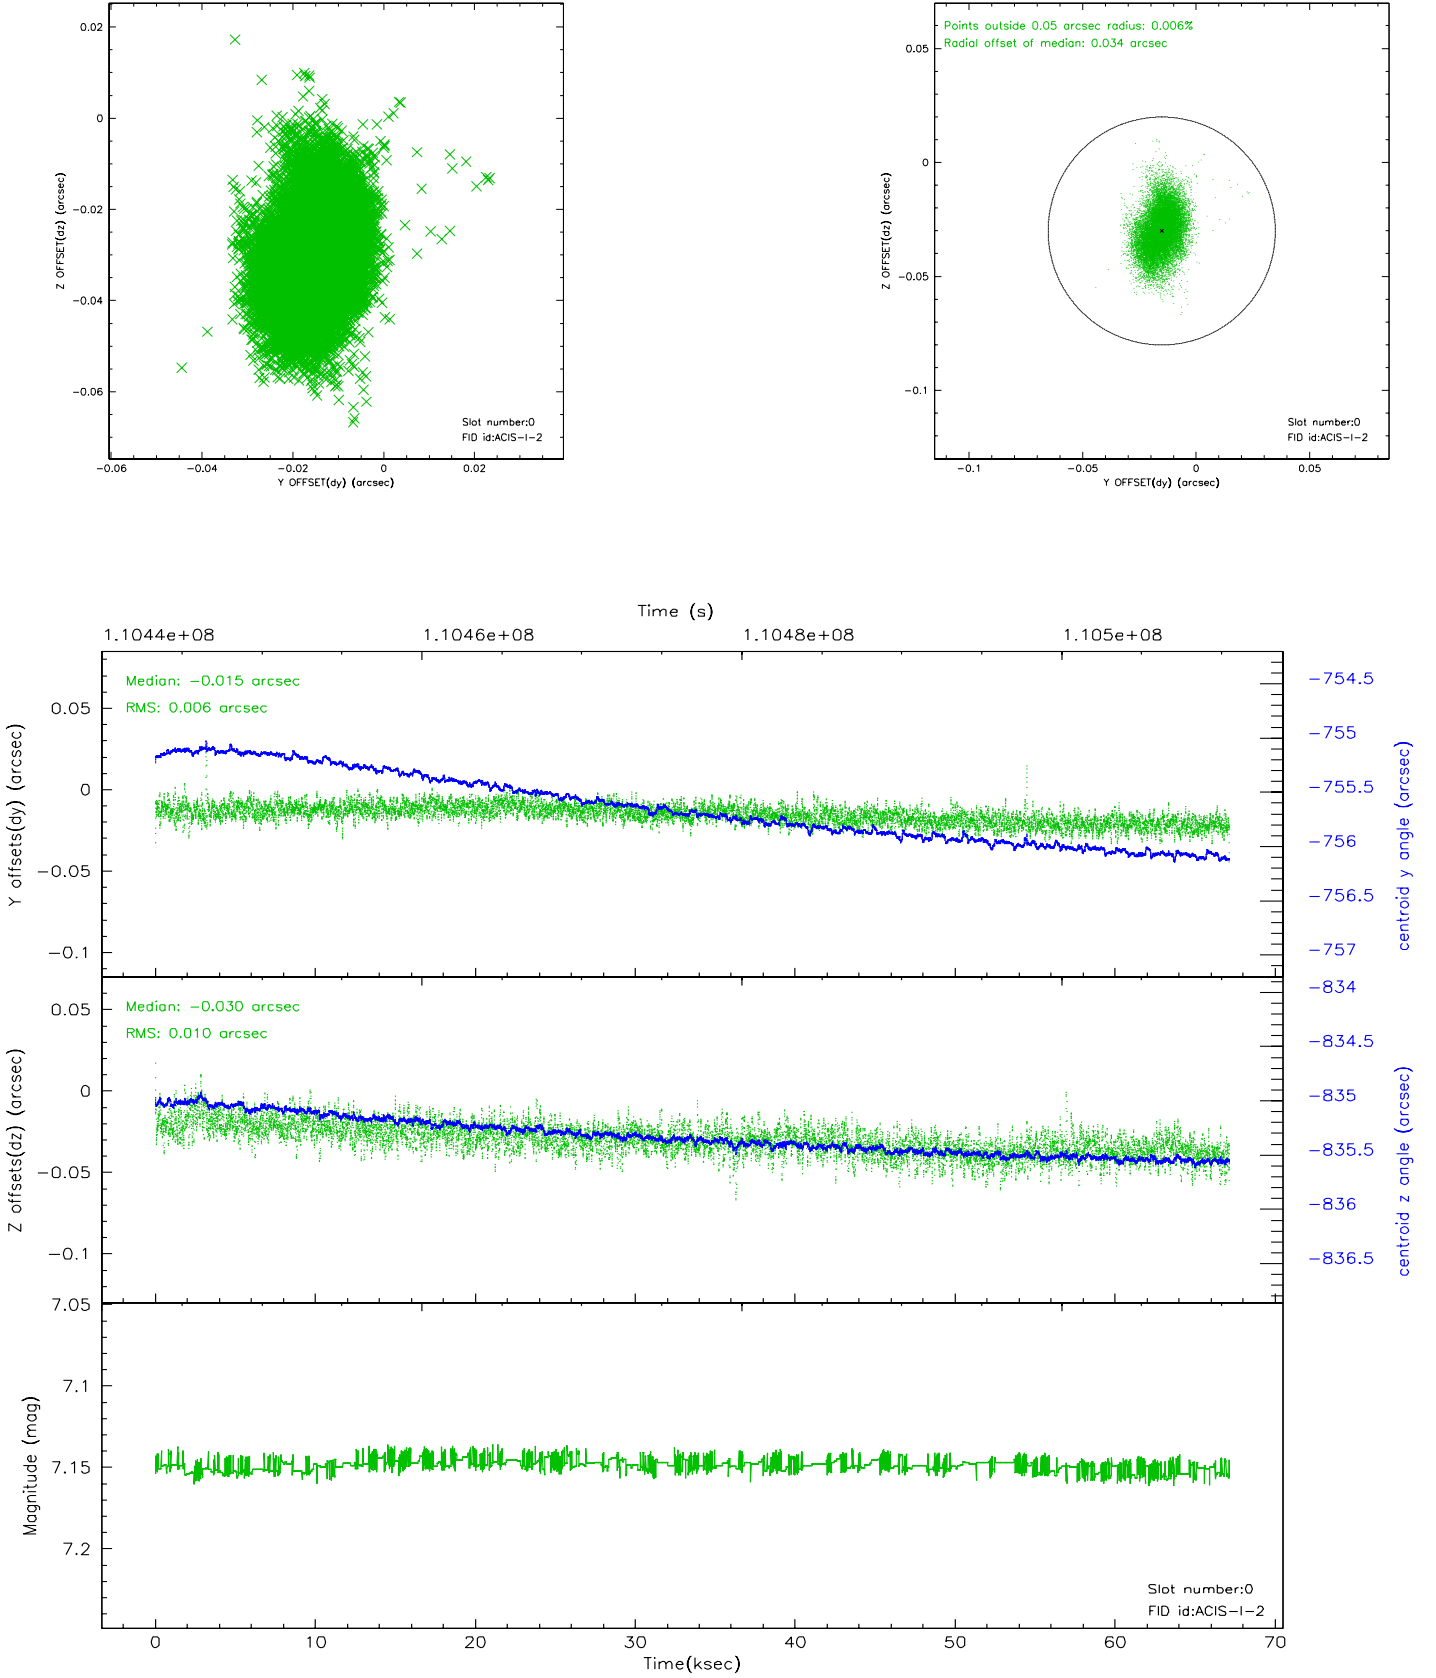 0.02
0
−0.02
−0.04
−0.06
Z OFFSET(dz) (arcsec)
−0.06
−0.04
−0.02
0
0.02
Y OFFSET(dy) (arcsec)
Slot number:0
FID id:ACIS−I−2
Points outside 0.05 arcsec radius: 0.006%
Radial offset of median: 0.034 arcsec
0.05
0
−0.05
−0.1
Z OFFSET(dz) (arcsec)
−0.1
−0.05
0
0.05
Y OFFSET(dy) (arcsec)
Slot number:0
FID id:ACIS−I−2
Time (s)
1.1044e+08
1.1046e+08
1.1048e+08
1.105e+08
Median: −0.015 arcsec
RMS: 0.006 arcsec
0.05
0
−0.05
−0.1
Y offsets(dy) (arcsec)
−754.5
−755
−755.5
−756
−756.5
−757
centroid y angle (arcsec)
Median: −0.030 arcsec
RMS: 0.010 arcsec
0.05
0
−0.05
−0.1
Z offsets(dz) (arcsec)
−834
−834.5
−835
−835.5
−836
−836.5
centroid z angle (arcsec)
7.05
7.1
7.15
7.2
Magnitude (mag)
Slot number:0
FID id:ACIS−I−2
0
10
20
30
40
50
60
70
Time(ksec)